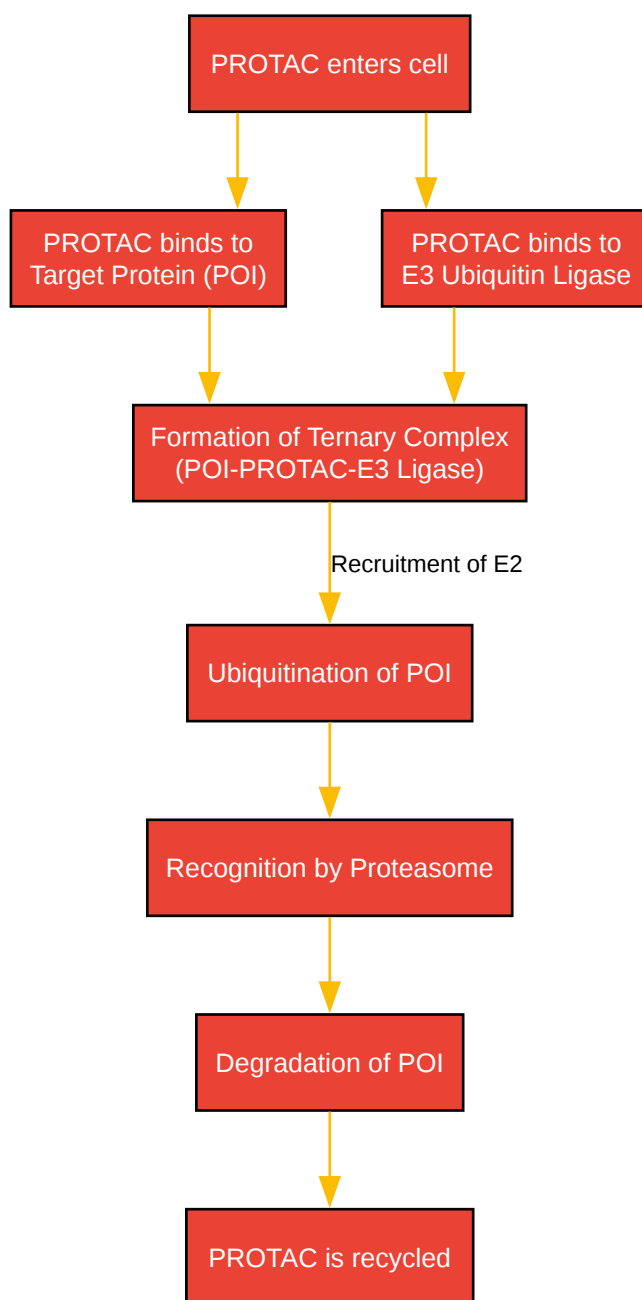 PROTAC enters cell
PROTAC binds to
Target Protein (POI)
PROTAC binds to
E3 Ubiquitin Ligase
Formation of Ternary Complex
(POI-PROTAC-E3 Ligase)
Recruitment of E2
Ubiquitination of POI
Recognition by Proteasome
Degradation of POI
PROTAC is recycled